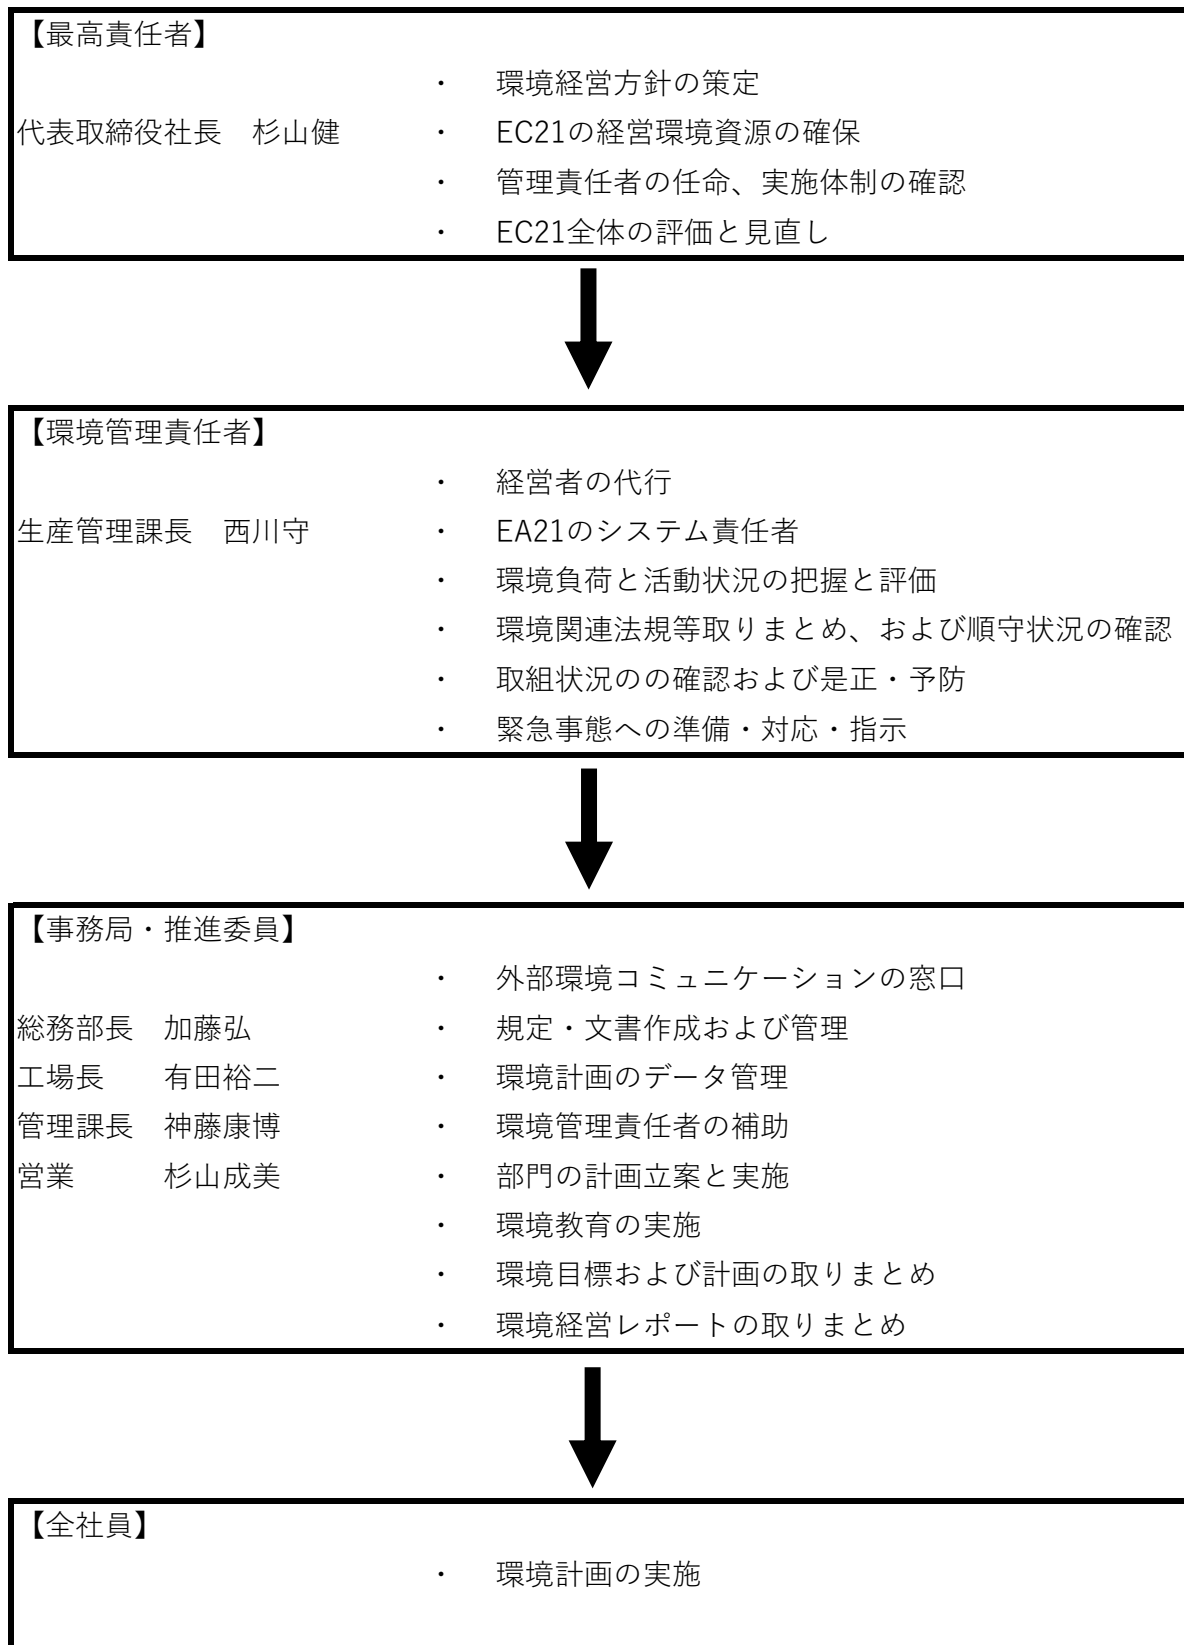 【最高責任者】
・ 環境経営方針の策定
代表取締役社長 杉山健 ・ EC21の経営環境資源の確保
・ 管理責任者の任命、実施体制の確認
・ EC21全体の評価と見直し
【環境管理責任者】
・ 経営者の代行
生産管理課長 西川守 ・ EA21のシステム責任者
・ 環境負荷と活動状況の把握と評価
・ 環境関連法規等取りまとめ、および順守状況の確認
・ 取組状況のの確認および是正・予防
・ 緊急事態への準備・対応・指示
【事務局・推進委員】
・ 外部環境コミュニケーションの窓口
総務部長 加藤弘 ・ 規定・文書作成および管理
工場長 有田裕二 ・ 環境計画のデータ管理
管理課長 神藤康博 ・ 環境管理責任者の補助
営業 杉山成美 ・ 部門の計画立案と実施
・ 環境教育の実施
・ 環境目標および計画の取りまとめ
・ 環境経営レポートの取りまとめ
【全社員】
・ 環境計画の実施